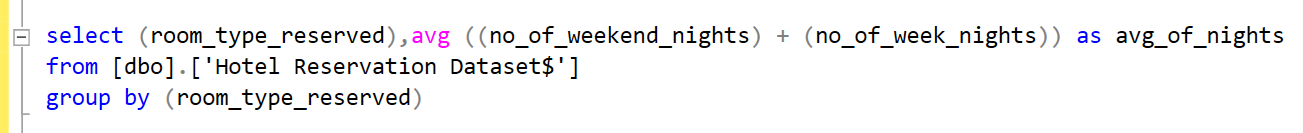 select (room_type_reserved),avg ((no_of_weekend_nights) + (no_of_week_nights)) as avg_of_nights
from [dbo].['Hotel Reservation Dataset$']
group by (room_type_reserved)